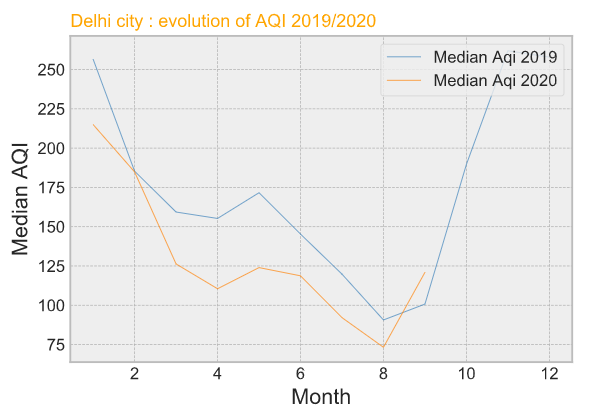 Delhi city : evolution of AQI 2019/2020
Median Aqi 2019
Median Aqi 2020
250
225
200
175
150
125
100
75
Median AQI
2 4 6 8 10 12
Month